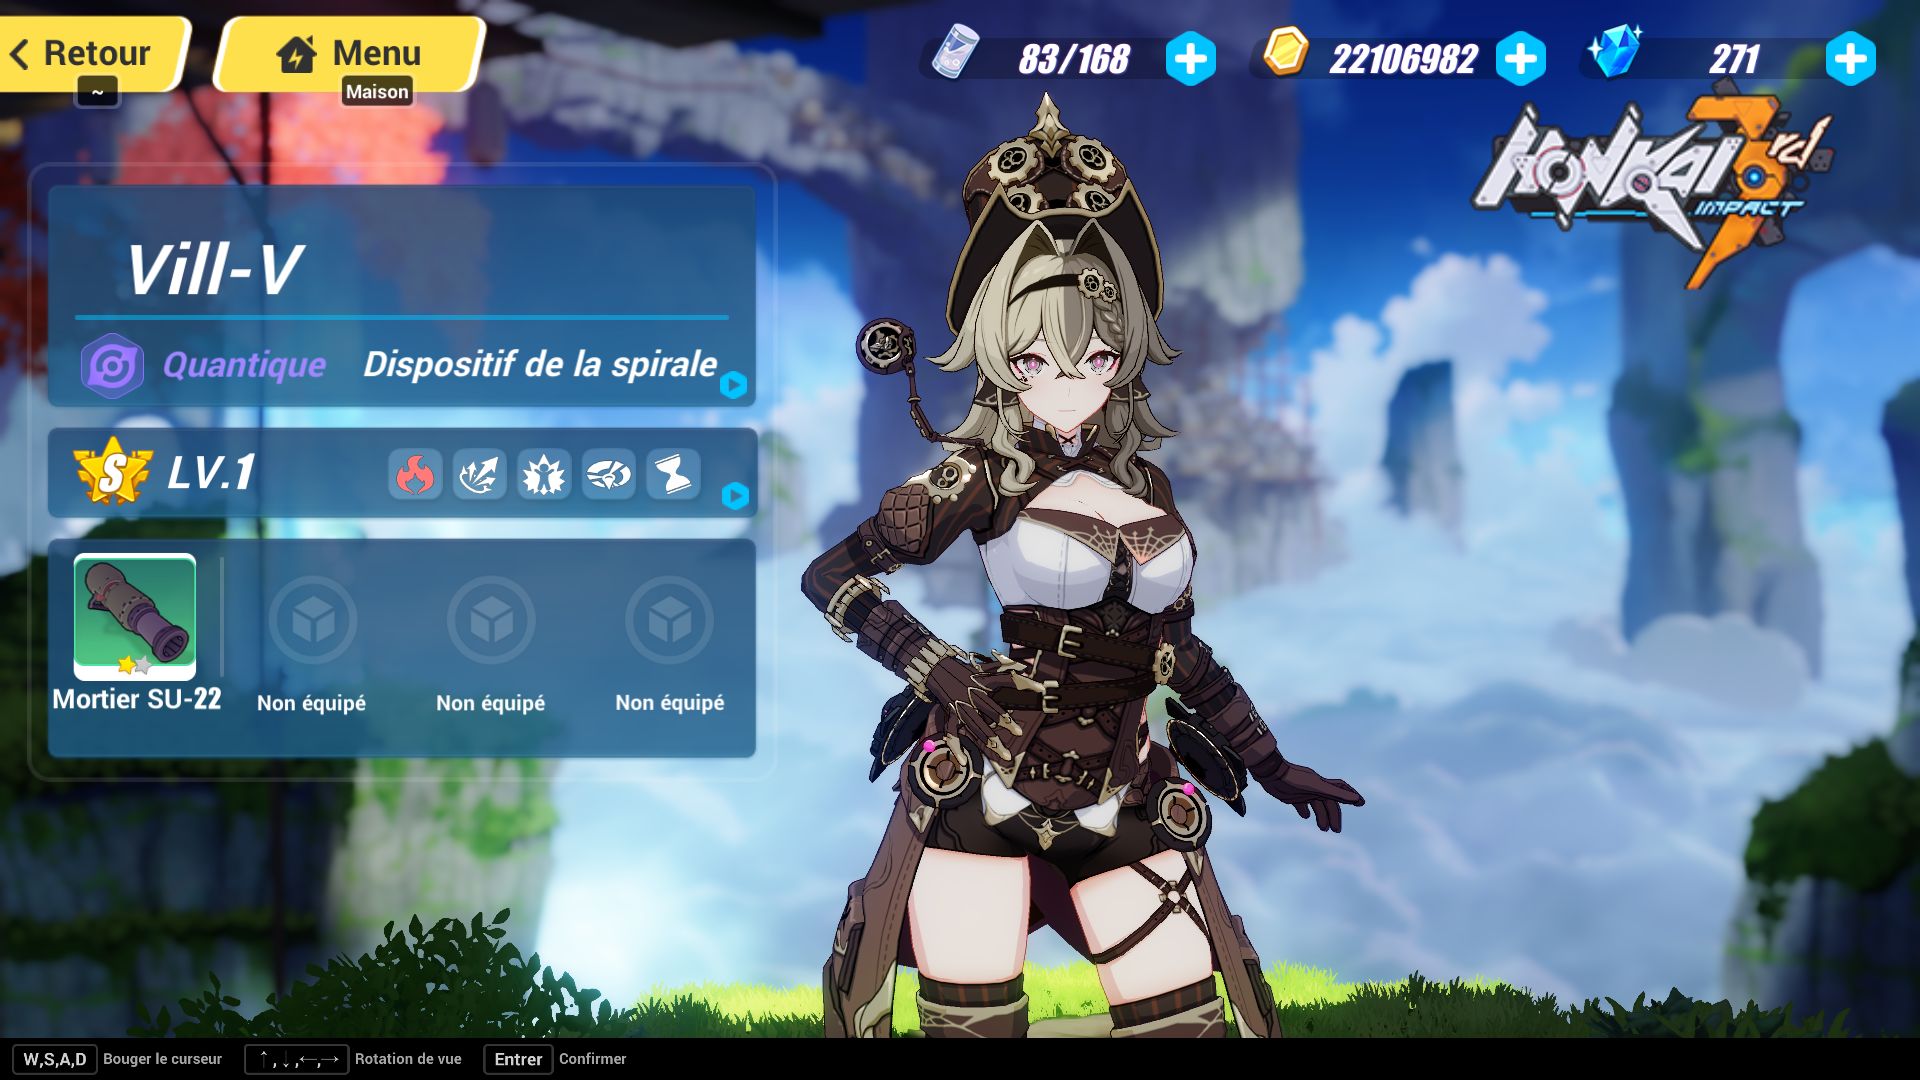 Retour
~
Menu
Maison
83/168
22106982
271
HONKAI 3rd
IMPACT
Vill-V
Quantique
Dispositif de la spirale
S
LV.1
Mortier SU-22
Non équipé
Non équipé
Non équipé
W,S,A,D Bouger le curseur
↑,↓,←,→ Rotation de vue
Entrer Confirmer